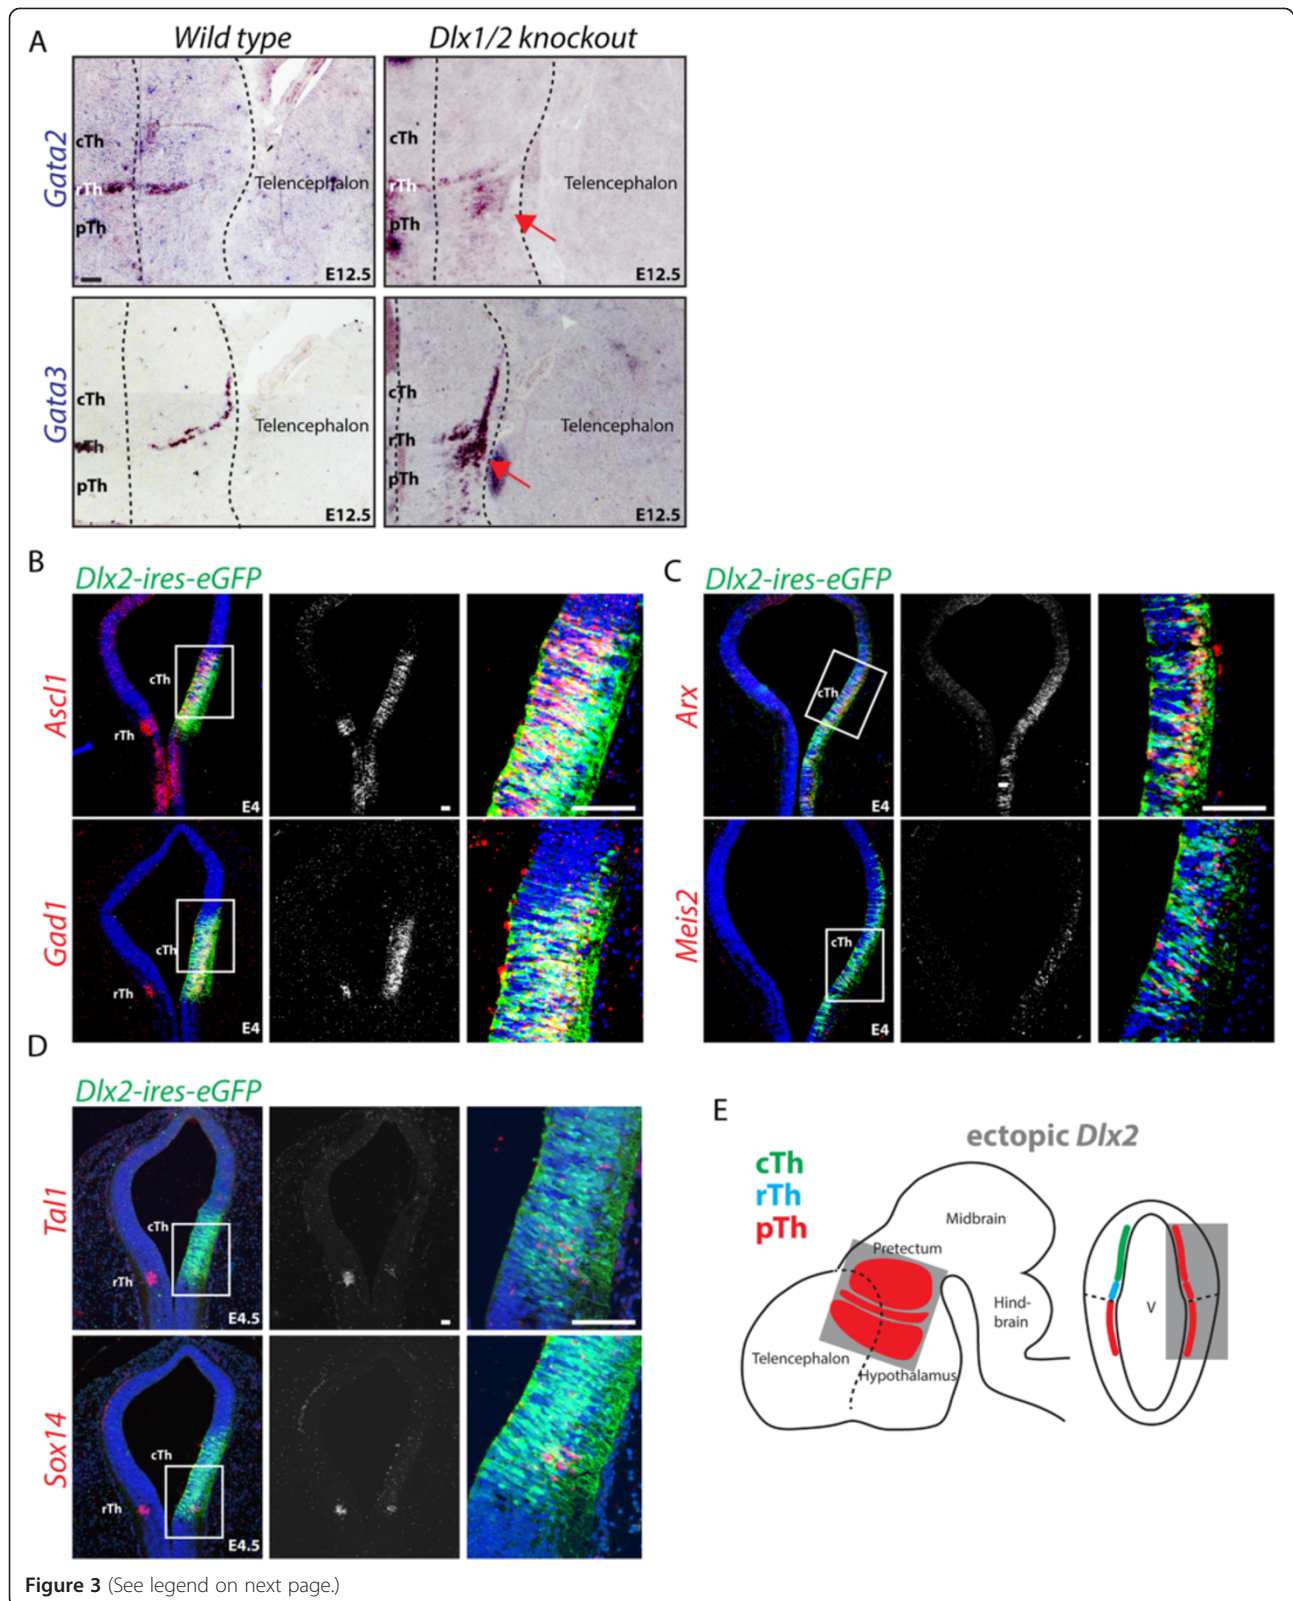 A
Wild type
Dlx1/2 knockout
Gata2
cTh
rTh
pTh
Telencephalon
E12.5
cTh
rTh
pTh
Telencephalon
E12.5
Gata3
cTh
rTh
pTh
Telencephalon
E12.5
cTh
rTh
pTh
Telencephalon
E12.5
B
Dlx2-ires-eGFP
Ascl1
cTh
rTh
E4
Gad1
cTh
rTh
E4
C
Dlx2-ires-eGFP
Arx
cTh
E4
Meis2
cTh
E4
D
Dlx2-ires-eGFP
Tal1
cTh
rTh
E4.5
Sox14
cTh
rTh
E4.5
E
ectopic Dlx2
cTh
rTh
pTh
Midbrain
Pretectum
Hind-
brain
Telencephalon
Hypothalamus
V
Figure 3 (See legend on next page.)